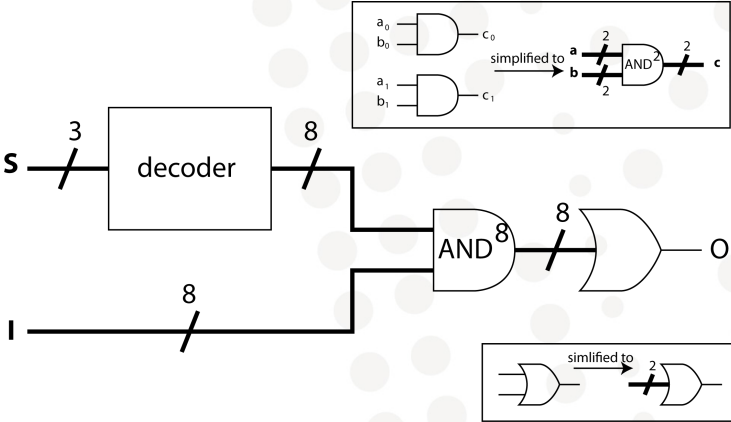 a0
b0
c0
a1
b1
c1
simplified to
a
2
b
2
AND2
2
c
S
3
decoder
8
I
8
AND8
8
O
simlified to
2